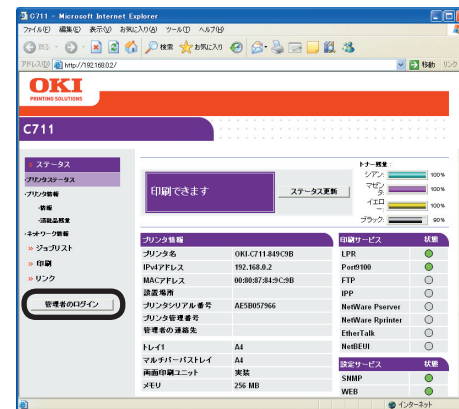 C711 - Microsoft Internet Explorer
ファイル(F) 編集(E) 表示(V) お気に入り(A) ツール(T) ヘルプ(H)
戻る 検索 お気に入り
アドレス(D) http://192.168.0.2/ 移動 リンク
OKI
PRINTING SOLUTIONS
C711
ステータス
・プリンタステータス
・プリンタ情報
-情報
-消耗品残量
・ネットワーク情報
» ジョブリスト
» 印刷
» リンク
管理者のログイン
印刷できます
ステータス更新
トナー残量:
シアン: 100%
マゼンタ: 100%
イエロー: 100%
ブラック: 90%
プリンタ情報
プリンタ名 OKI-C711-849C9B
IPv4アドレス 192.168.0.2
MACアドレス 00:80:87:84:9C:9B
設置場所
プリンタシリアル番号 AE5B057966
プリンタ管理番号
管理者の連絡先
トレイ1 A4
マルチパーパストレイ A4
両面印刷ユニット 実装
メモリ 256 MB
印刷サービス 状態
LPR
Port9100
FTP
IPP
NetWare Pserver
NetWare Rprinter
EtherTalk
NetBEUI
設定サービス 状態
SNMP
WEB
インターネット